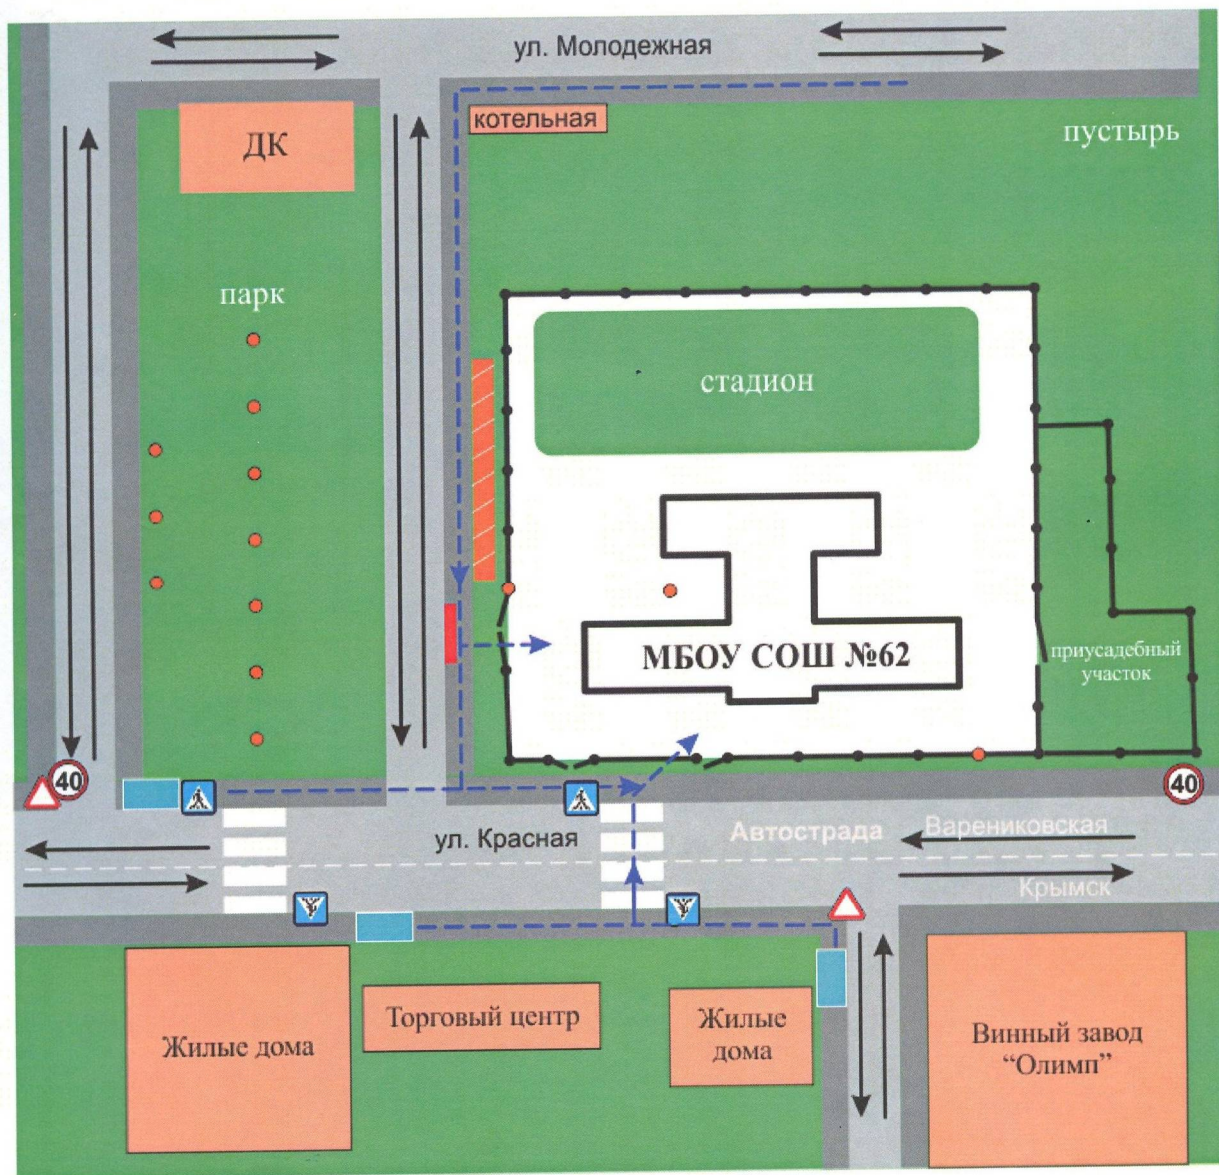 ул. Молодежная
котельная
ДК
пустырь
парк
стадион
МБОУ СОШ №62
приусадебный
участок
40
40
ул. Красная
Автострада
Варениковская
Крымск
Жилые дома
Торговый центр
Жилые
дома
Винный завод
“Олимп”